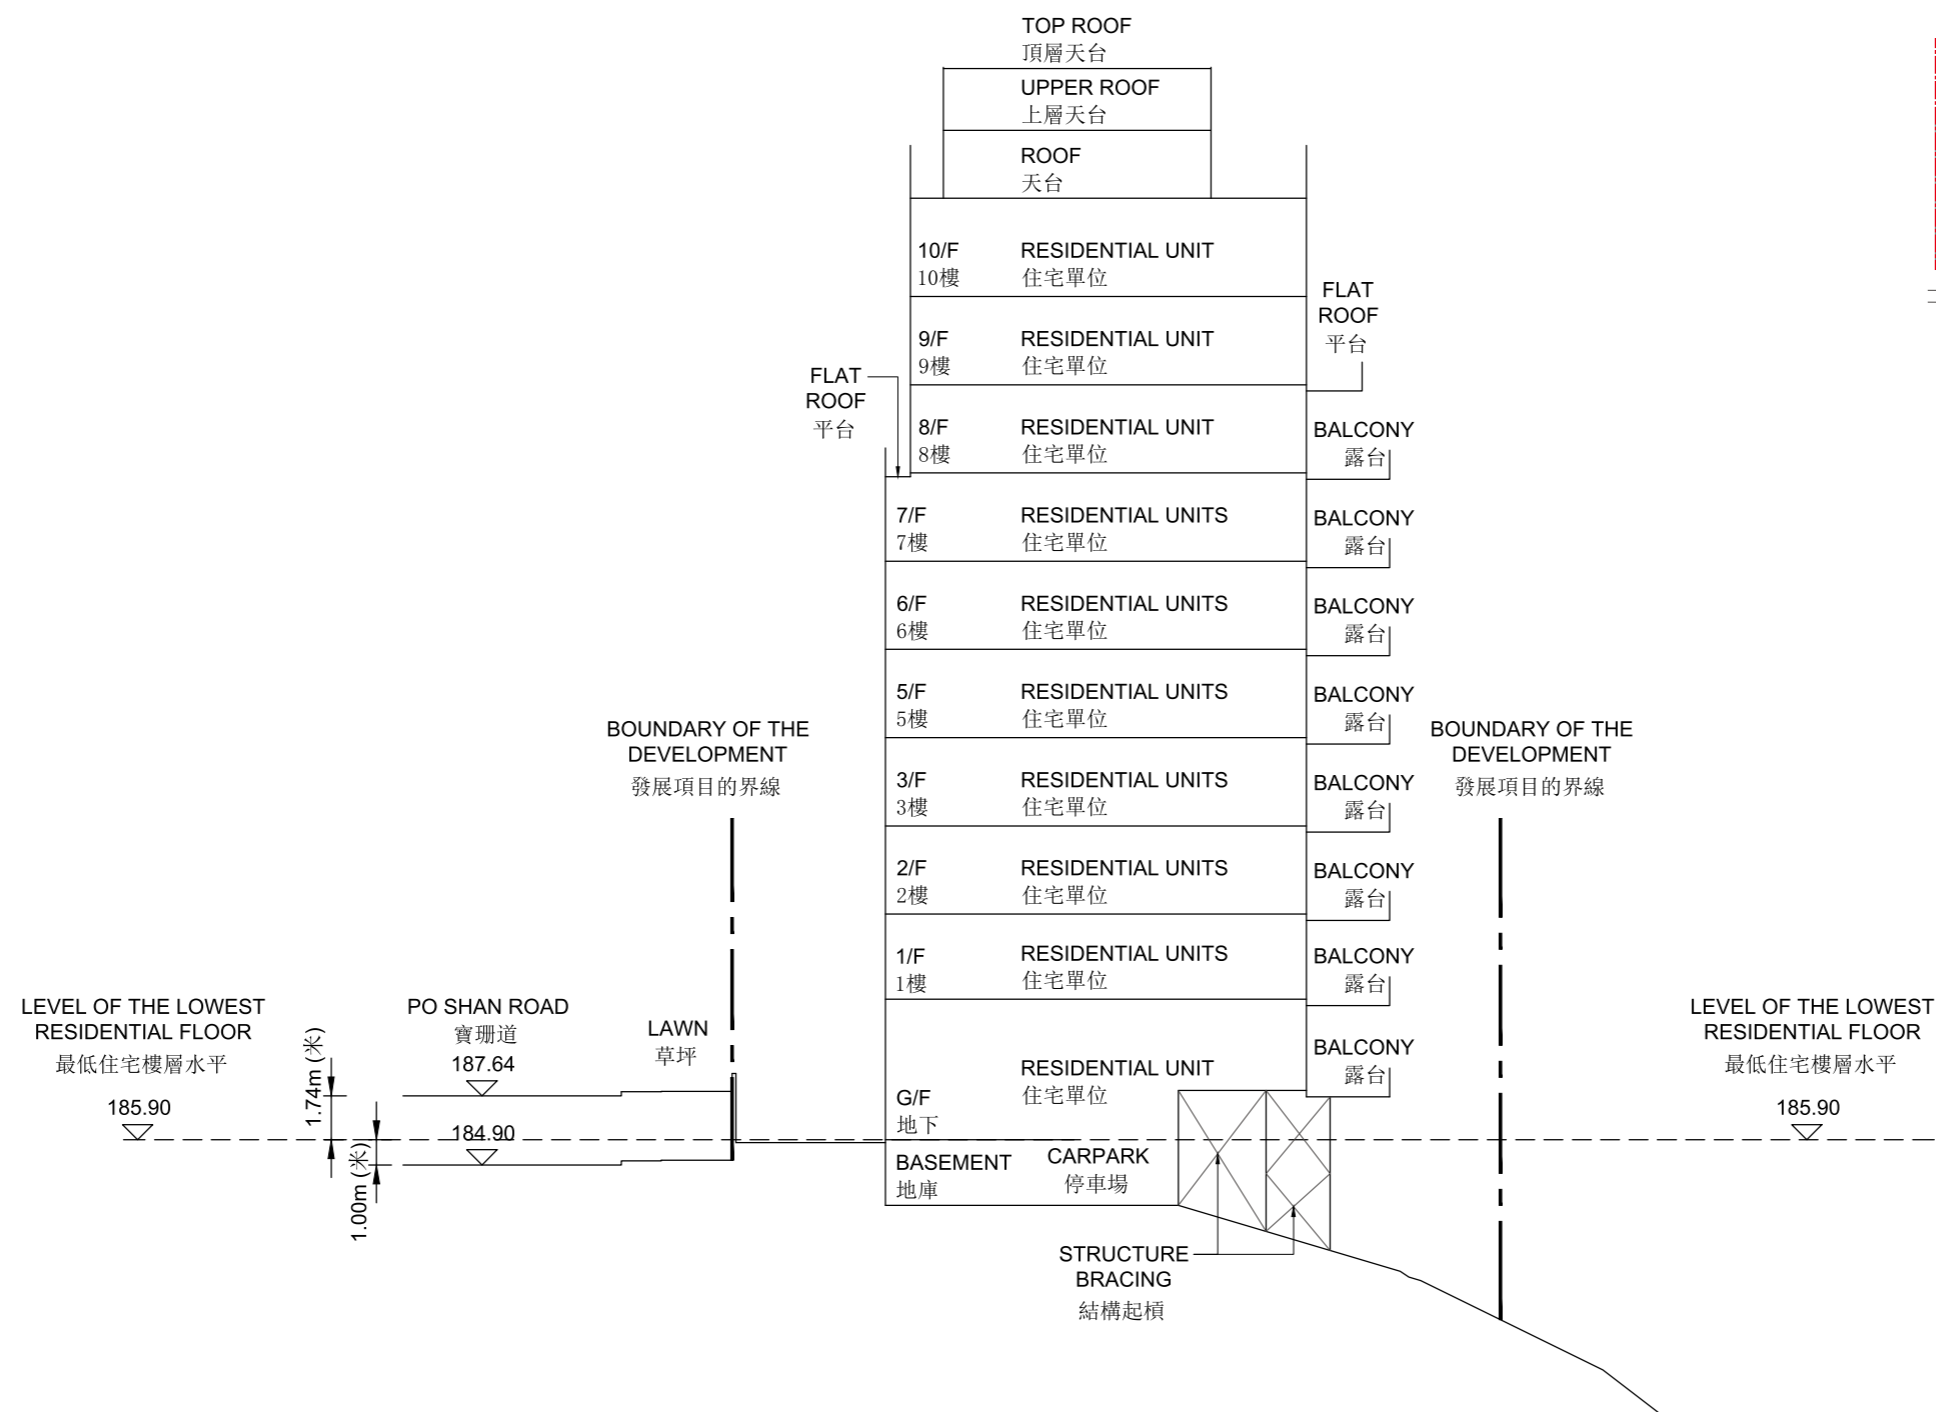 TOP ROOF
頂層天台
UPPER ROOF
上層天台
ROOF
天台
10/F RESIDENTIAL UNIT
10樓 住宅單位
FLAT
ROOF
平台
9/F RESIDENTIAL UNIT
9樓 住宅單位
FLAT
ROOF
平台
8/F RESIDENTIAL UNIT BALCONY
8樓 住宅單位 露台
7/F RESIDENTIAL UNITS BALCONY
7樓 住宅單位 露台
6/F RESIDENTIAL UNITS BALCONY
6樓 住宅單位 露台
5/F RESIDENTIAL UNITS BALCONY
5樓 住宅單位 露台
BOUNDARY OF THE
DEVELOPMENT
發展項目的界線
BOUNDARY OF THE
DEVELOPMENT
發展項目的界線
3/F RESIDENTIAL UNITS BALCONY
3樓 住宅單位 露台
2/F RESIDENTIAL UNITS BALCONY
2樓 住宅單位 露台
1/F RESIDENTIAL UNITS BALCONY
1樓 住宅單位 露台
LEVEL OF THE LOWEST
RESIDENTIAL FLOOR
最低住宅樓層水平
185.90
1.74m (米)
1.00m (米)
PO SHAN ROAD
寶珊道
187.64
184.90
LAWN
草坪
RESIDENTIAL UNIT
住宅單位
G/F
地下
BALCONY
露台
LEVEL OF THE LOWEST
RESIDENTIAL FLOOR
最低住宅樓層水平
185.90
BASEMENT CARPARK
地庫 停車場
STRUCTURE
BRACING
結構起槓